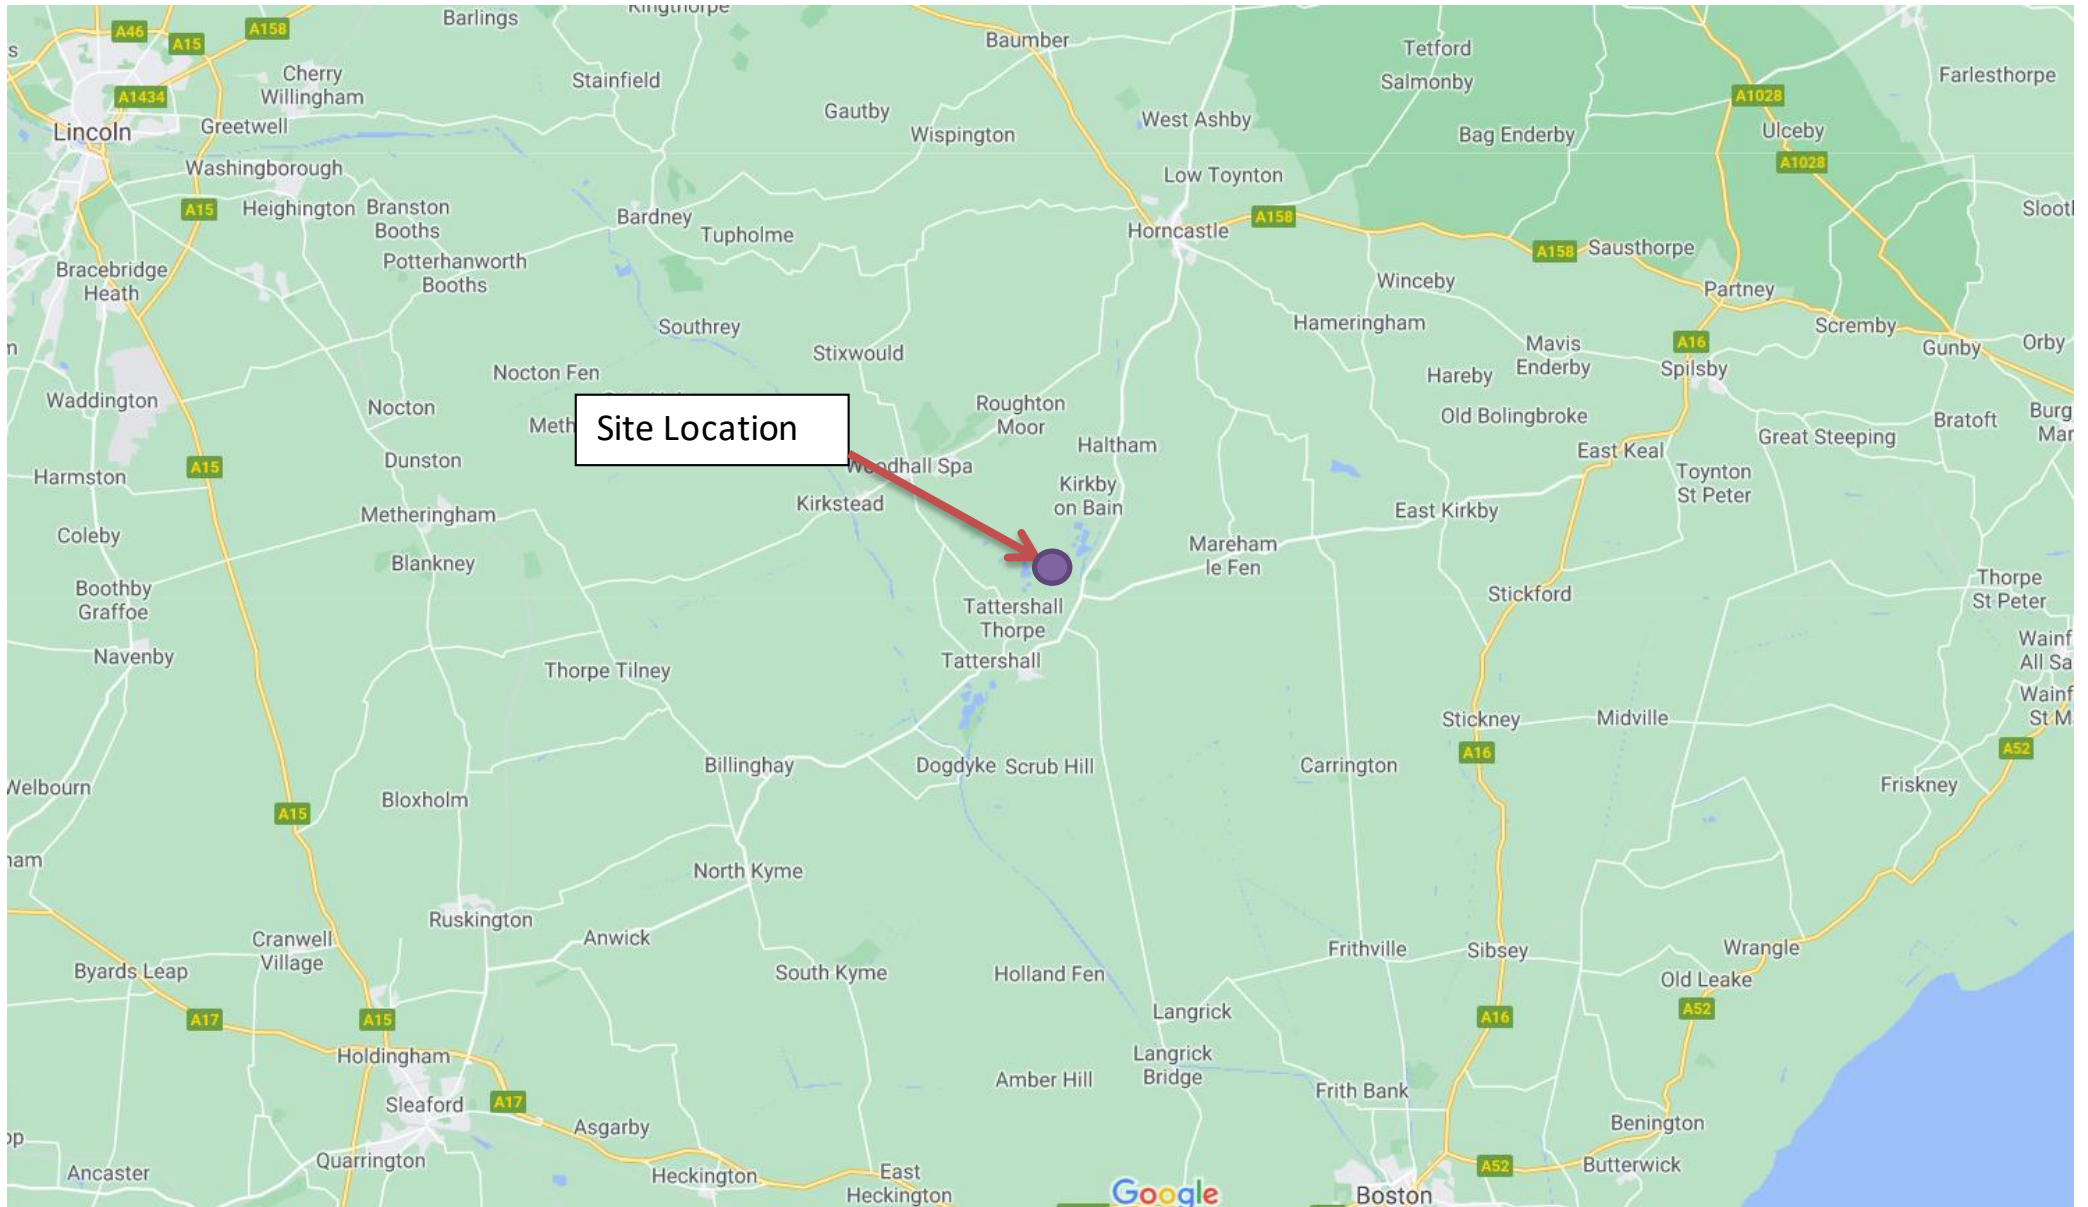 Kingthorpe
Barlings
A46
A15
A158
Baumber
Tetford
Salmonby
Cherry
Willingham
Stainfield
Farlesthorpe
A1434
A1028
Gautby
Wispington
West Ashby
Bag Enderby
Ulceby
Lincoln
Greetwell
Washingborough
Low Toynton
A1028
A15
Heighington
Branston
Booths
Bardney
Tupholme
Horncastle
A158
A158
Sausthorpe
Bracebridge
Heath
Potterhanworth
Booths
Winceby
Partney
Southrey
Hameringham
Scremby
Stixwould
Mavis
Enderby
A16
Gunby
Orby
Nocton Fen
Hareby
Spilsby
Waddington
Nocton
Roughton
Moor
Old Bolingbroke
Bratoft
Site Location
Haltham
Great Steeping
Harmston
A15
Dunston
Woodhall Spa
East Keal
Toynton
St Peter
Kirkby
on Bain
Kirkstead
Metheringham
East Kirkby
Coleby
Blankney
Mareham
le Fen
Boothby
Graffoe
Stickford
Thorpe
St Peter
Tattershall
Thorpe
Navenby
Thorpe Tilney
Tattershall
Stickney
Midville
A16
A52
Billinghay
Dogdyke
Scrub Hill
Carrington
Friskney
Welbourn
Bloxholm
A15
North Kyme
Ruskington
Anwick
Cranwell
Village
Byards Leap
South Kyme
Holland Fen
Frithville
Sibsey
Wrangle
Old Leake
A17
A15
Langrick
A16
A52
Holdingham
Langrick
Bridge
Amber Hill
Frith Bank
Sleaford
A17
Asgarby
Benington
Quarrington
Ancaster
Heckington
East
Heckington
A52
Butterwick
Google
Boston